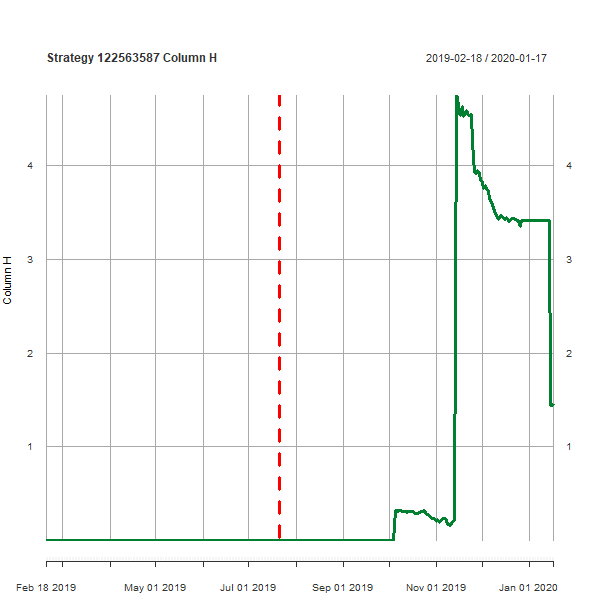 Strategy 122563587 Column H 2019-02-18 / 2020-01-17
4 4
3 3
Column H
2 2
1 1
Feb 18 2019 May 01 2019 Jul 01 2019 Sep 01 2019 Nov 01 2019 Jan 01 2020